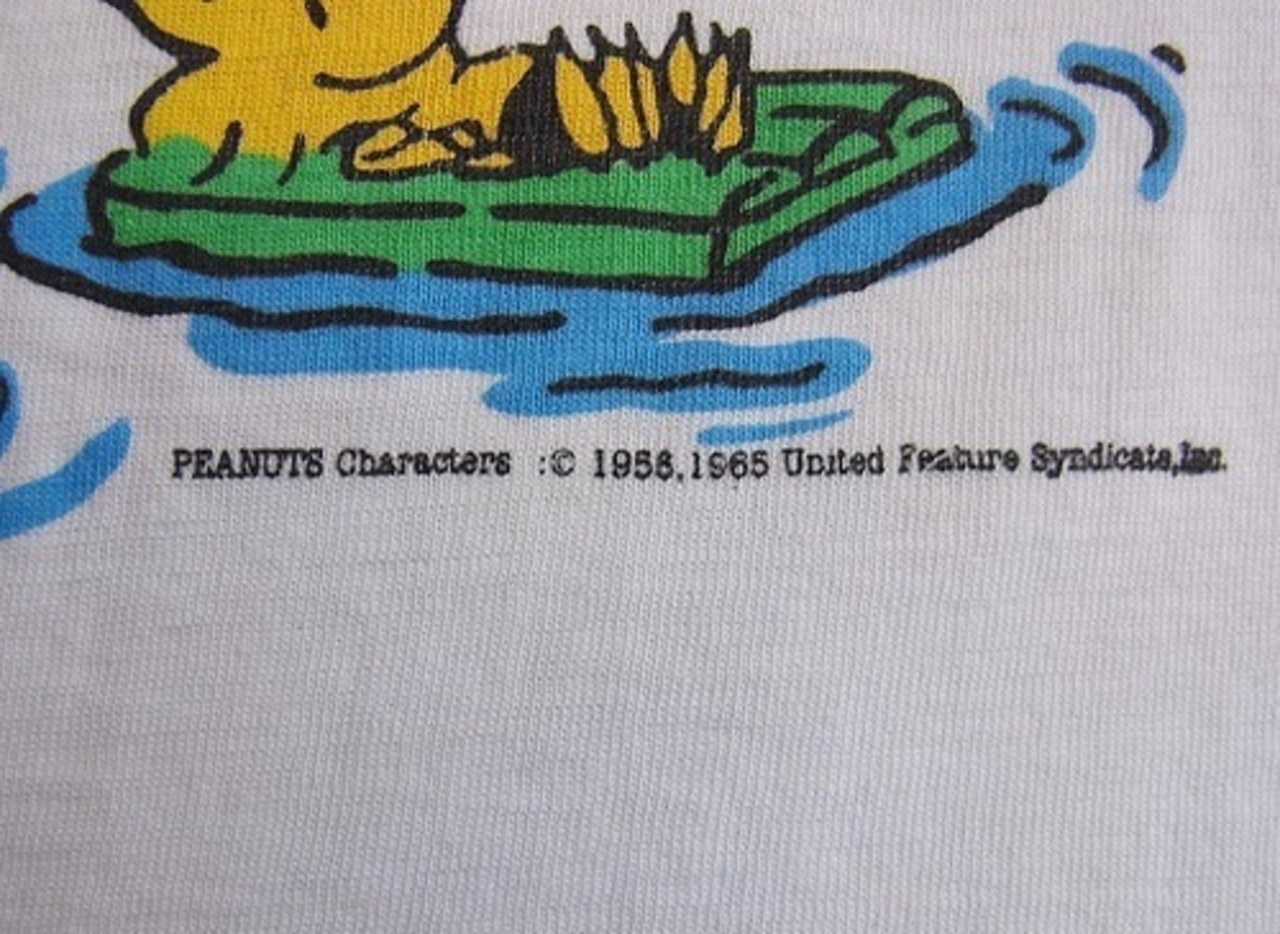 PEANUTS Characters :© 1958,1965 United Feature Syndicate,Inc.